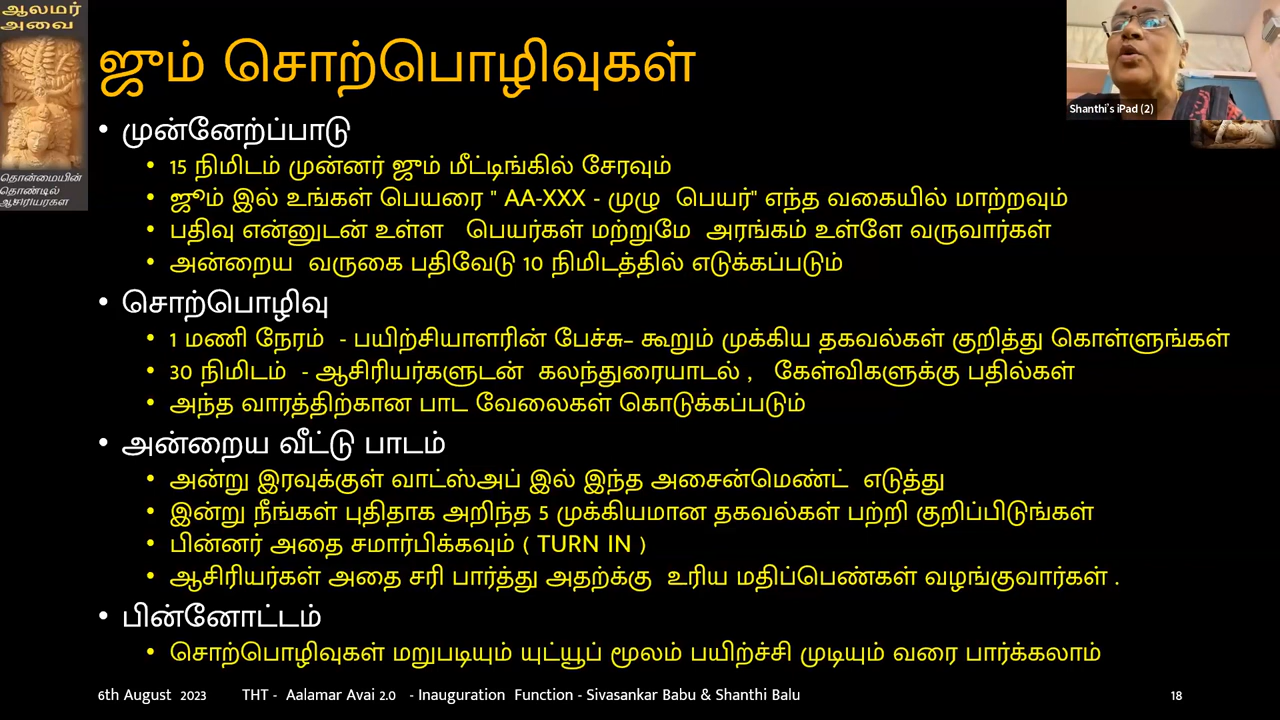 ஆலமர்
அவை
தொன்மையின்
தொண்டில்
ஆசிரியர்கள்
Shanthi's iPad (2)
ஜும் சொற்பொழிவுகள்
• முன்னேற்ப்பாடு
• 15 நிமிடம் முன்னர் ஜும் மீட்டிங்கில் சேரவும்
• ஜூம் இல் உங்கள் பெயரை " AA-XXX - முழு பெயர்" எந்த வகையில் மாற்றவும்
• பதிவு என்னுடன் உள்ள பெயர்கள் மற்றுமே அரங்கம் உள்ளே வருவார்கள்
• அன்றைய வருகை பதிவேடு 10 நிமிடத்தில் எடுக்கப்படும்
• சொற்பொழிவு
• 1 மணி நேரம் - பயிற்சியாளரின் பேச்சு– கூறும் முக்கிய தகவல்கள் குறித்து கொள்ளுங்கள்
• 30 நிமிடம் - ஆசிரியர்களுடன் கலந்துரையாடல் , கேள்விகளுக்கு பதில்கள்
• அந்த வாரத்திற்கான பாட வேலைகள் கொடுக்கப்படும்
• அன்றைய வீட்டு பாடம்
• அன்று இரவுக்குள் வாட்ஸ்அப் இல் இந்த அசைன்மெண்ட் எடுத்து
• இன்று நீங்கள் புதிதாக அறிந்த 5 முக்கியமான தகவல்கள் பற்றி குறிப்பிடுங்கள்
• பின்னர் அதை சமார்பிக்கவும் ( TURN IN )
• ஆசிரியர்கள் அதை சரி பார்த்து அதற்க்கு உரிய மதிப்பெண்கள் வழங்குவார்கள் .
• பின்னோட்டம்
• சொற்பொழிவுகள் மறுபடியும் யுட்யூப் மூலம் பயிற்ச்சி முடியும் வரை பார்க்கலாம்
6th August 2023 THT - Aalamar Avai 2.0 - Inauguration Function - Sivasankar Babu & Shanthi Balu 18